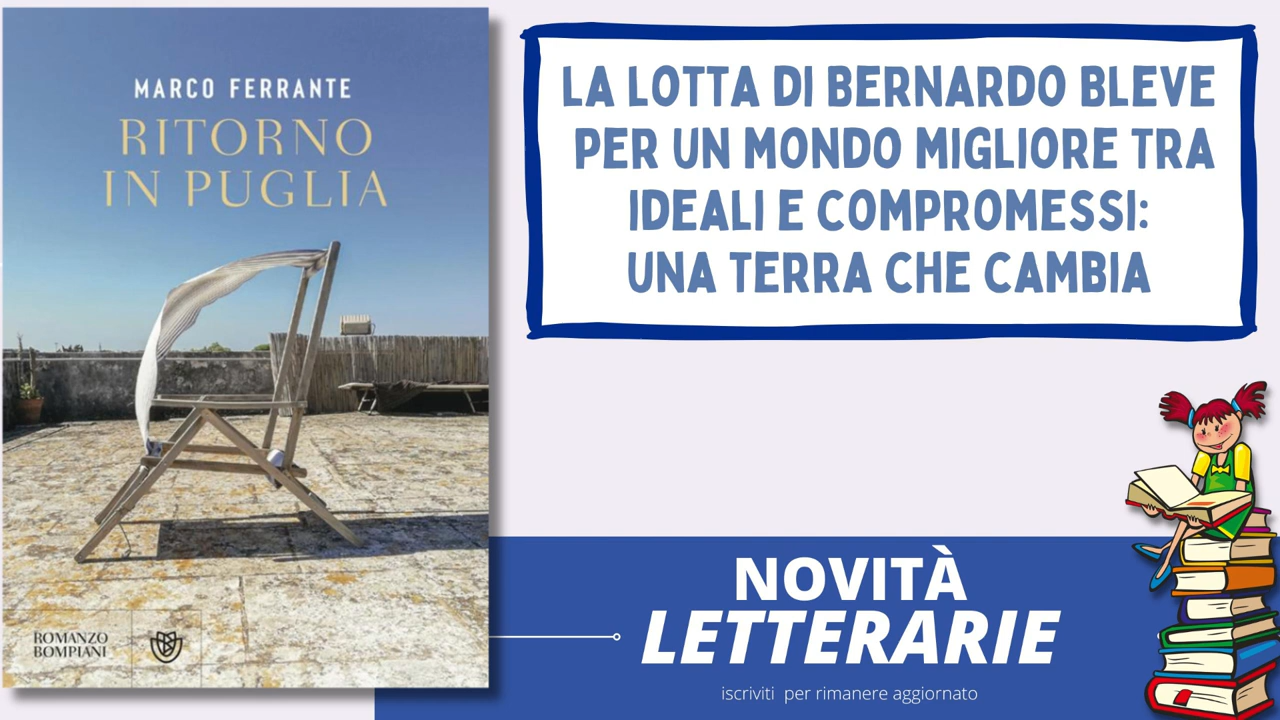 MARCO FERRANTE
RITORNO
IN PUGLIA
ROMANZO
BOMPIANI
LA LOTTA DI BERNARDO BLEVE
PER UN MONDO MIGLIORE TRA
IDEALI E COMPROMESSI:
UNA TERRA CHE CAMBIA
NOVITÀ
LETTERARIE
iscriviti per rimanere aggiornato